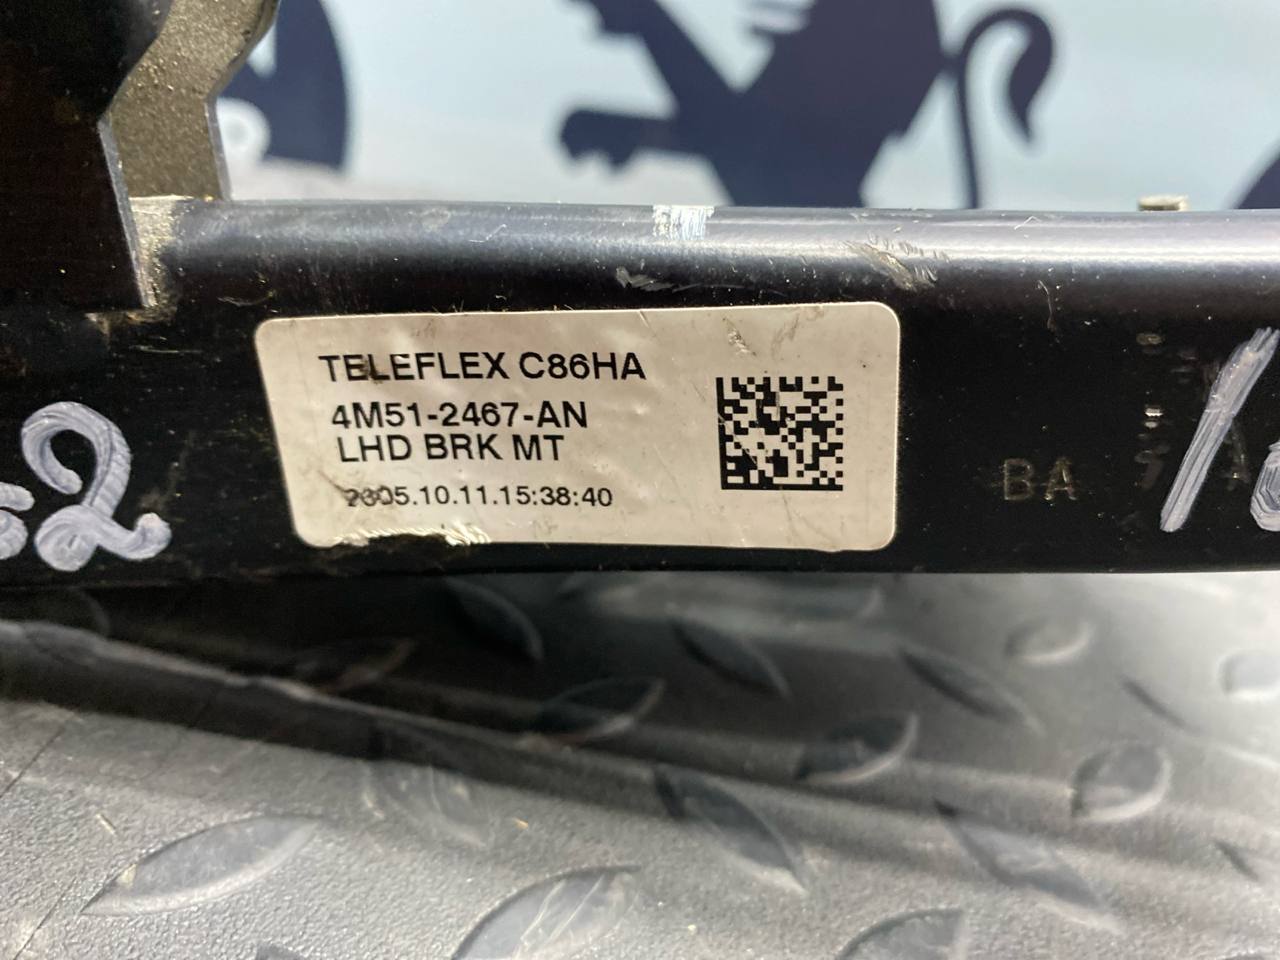 TELEFLEX C86HA
4M51-2467-AN
LHD BRK MT
2005.10.11.15:38:40
BA